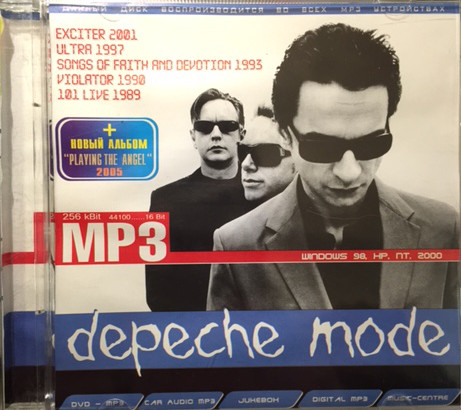 ДАННЫЙ ДИСК ВОСПРОИЗВОДИТСЯ ВО ВСЕХ MP3 УСТРОЙСТВАХ
EXCITER 2001
ULTRA 1997
SONGS OF FAITH AND DEVOTION 1993
VIOLATOR 1990
101 LIVE 1989
+
НОВЫЙ АЛЬБОМ
"PLAYING THE ANGEL"
2005
256 kBit 44100......16 Bit
MP3
WINDOWS 98, XP, NT, 2000
depeche mode
DVD - MP3 CAR AUDIO MP3 JUKEBOX DIGITAL MP3 MUSIC-CENTRE